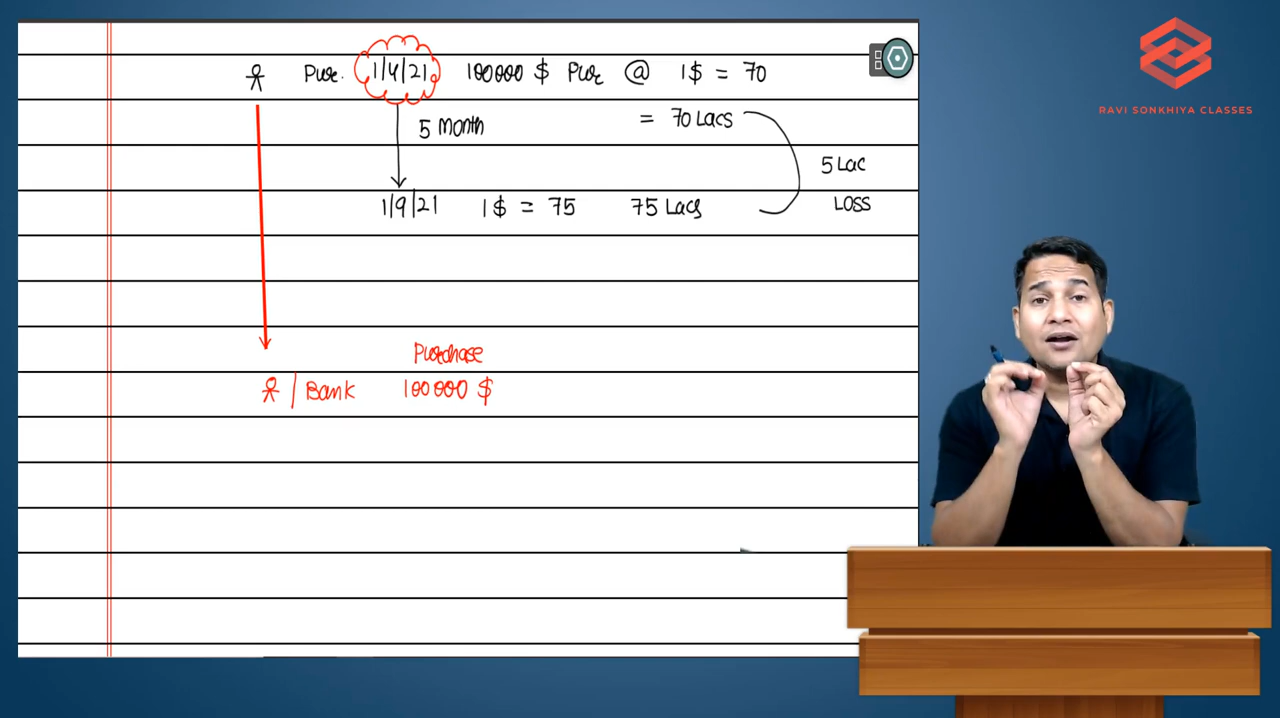 Pur. 1/4/21 100000 $ Pur @ 1$ = 70
5 Month = 70 Lacs
5 Lac
1/9/21 1$ = 75 75 Lacs LOSS
Purchase
Bank 100000 $
RAVI SONKHIYA CLASSES